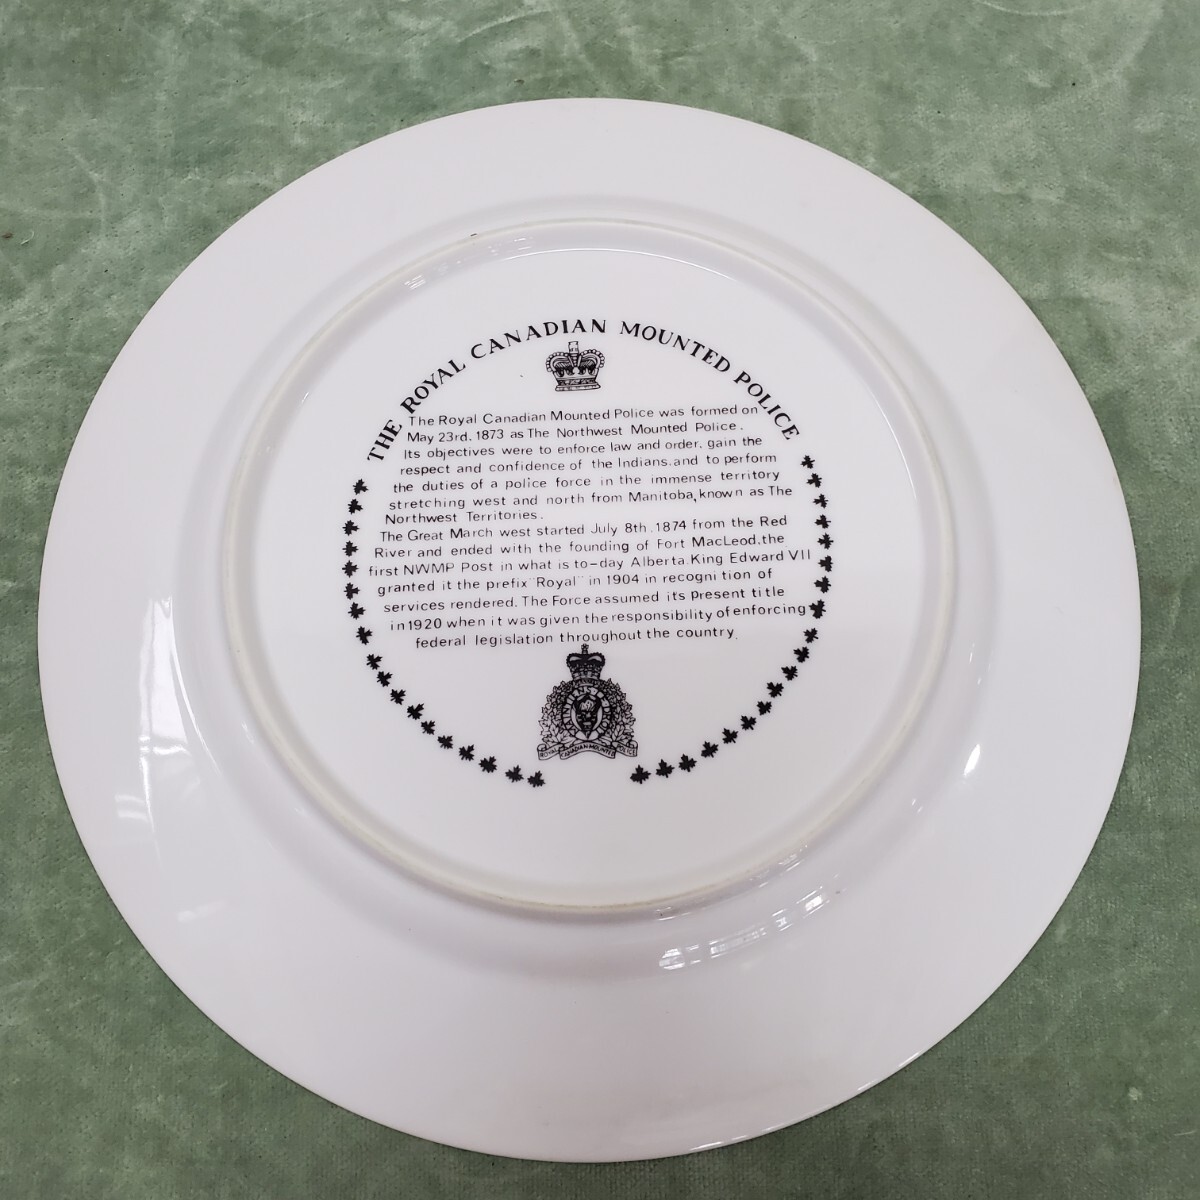 THE ROYAL CANADIAN MOUNTED POLICE
The Royal Canadian Mounted Police was formed on
May 23rd. 1873 as The Northwest Mounted Police.
Its objectives were to enforce law and order, gain the
respect and confidence of the Indians, and to perform
the duties of a police force in the immense territory
stretching west and north from Manitoba, known as The
Northwest Territories.
The Great March west started July 8th. 1874 from the Red
River and ended with the founding of Fort MacLeod, the
first NWMP Post in what is to-day Alberta. King Edward VII
granted it the prefix "Royal" in 1904 in recognition of
services rendered. The Force assumed its present title
in 1920 when it was given the responsibility of enforcing
federal legislation throughout the country.
ROYAL CANADIAN MOUNTED POLICE